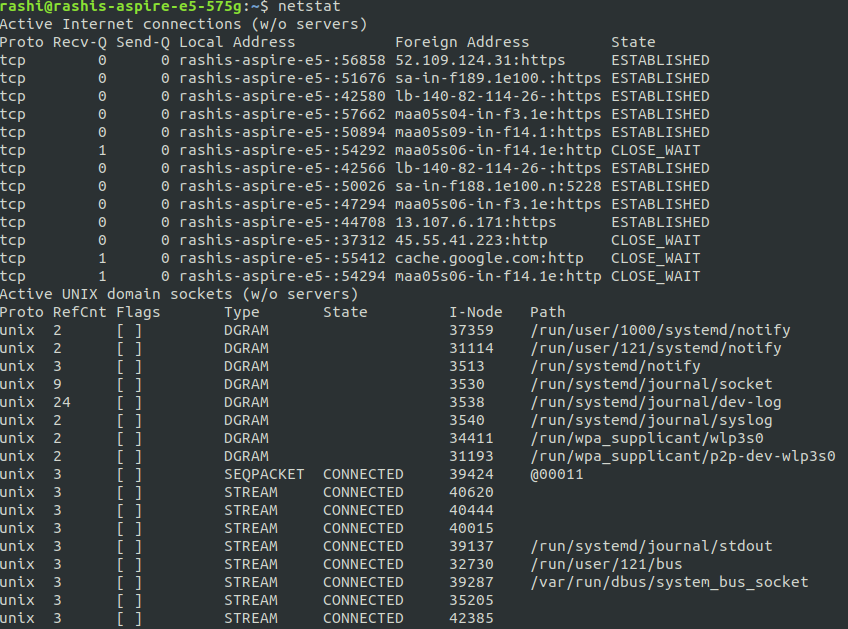 rashi@rashis-aspire-e5-575g:~$ netstat
Active Internet connections (w/o servers)
Proto Recv-Q Send-Q Local Address           Foreign Address         State
tcp        0      0 rashis-aspire-e5-:56858 52.109.124.31:https     ESTABLISHED
tcp        0      0 rashis-aspire-e5-:51676 sa-in-f189.1e100.:https ESTABLISHED
tcp        0      0 rashis-aspire-e5-:42580 lb-140-82-114-26-:https ESTABLISHED
tcp        0      0 rashis-aspire-e5-:57662 maa05s04-in-f3.1e:https ESTABLISHED
tcp        0      0 rashis-aspire-e5-:50894 maa05s09-in-f14.1:https ESTABLISHED
tcp        1      0 rashis-aspire-e5-:54292 maa05s06-in-f14.1e:http CLOSE_WAIT
tcp        0      0 rashis-aspire-e5-:42566 lb-140-82-114-26-:https ESTABLISHED
tcp        0      0 rashis-aspire-e5-:50026 sa-in-f188.1e100.n:5228 ESTABLISHED
tcp        0      0 rashis-aspire-e5-:47294 maa05s06-in-f3.1e:https ESTABLISHED
tcp        0      0 rashis-aspire-e5-:44708 13.107.6.171:https      ESTABLISHED
tcp        0      0 rashis-aspire-e5-:37312 45.55.41.223:http       CLOSE_WAIT
tcp        1      0 rashis-aspire-e5-:55412 cache.google.com:http   CLOSE_WAIT
tcp        1      0 rashis-aspire-e5-:54294 maa05s06-in-f14.1e:http CLOSE_WAIT
Active UNIX domain sockets (w/o servers)
Proto RefCnt Flags       Type       State         I-Node   Path
unix  2      [ ]         DGRAM                    37359    /run/user/1000/systemd/notify
unix  2      [ ]         DGRAM                    31114    /run/user/121/systemd/notify
unix  3      [ ]         DGRAM                    3513     /run/systemd/notify
unix  9      [ ]         DGRAM                    3530     /run/systemd/journal/socket
unix  24     [ ]         DGRAM                    3538     /run/systemd/journal/dev-log
unix  2      [ ]         DGRAM                    3540     /run/systemd/journal/syslog
unix  2      [ ]         DGRAM                    34411    /run/wpa_supplicant/wlp3s0
unix  2      [ ]         DGRAM                    31193    /run/wpa_supplicant/p2p-dev-wlp3s0
unix  3      [ ]         SEQPACKET  CONNECTED     39424    @00011
unix  3      [ ]         STREAM     CONNECTED     40620
unix  3      [ ]         STREAM     CONNECTED     40444
unix  3      [ ]         STREAM     CONNECTED     40015
unix  3      [ ]         STREAM     CONNECTED     39137    /run/systemd/journal/stdout
unix  3      [ ]         STREAM     CONNECTED     32730    /run/user/121/bus
unix  3      [ ]         STREAM     CONNECTED     39287    /var/run/dbus/system_bus_socket
unix  3      [ ]         STREAM     CONNECTED     35205
unix  3      [ ]         STREAM     CONNECTED     42385